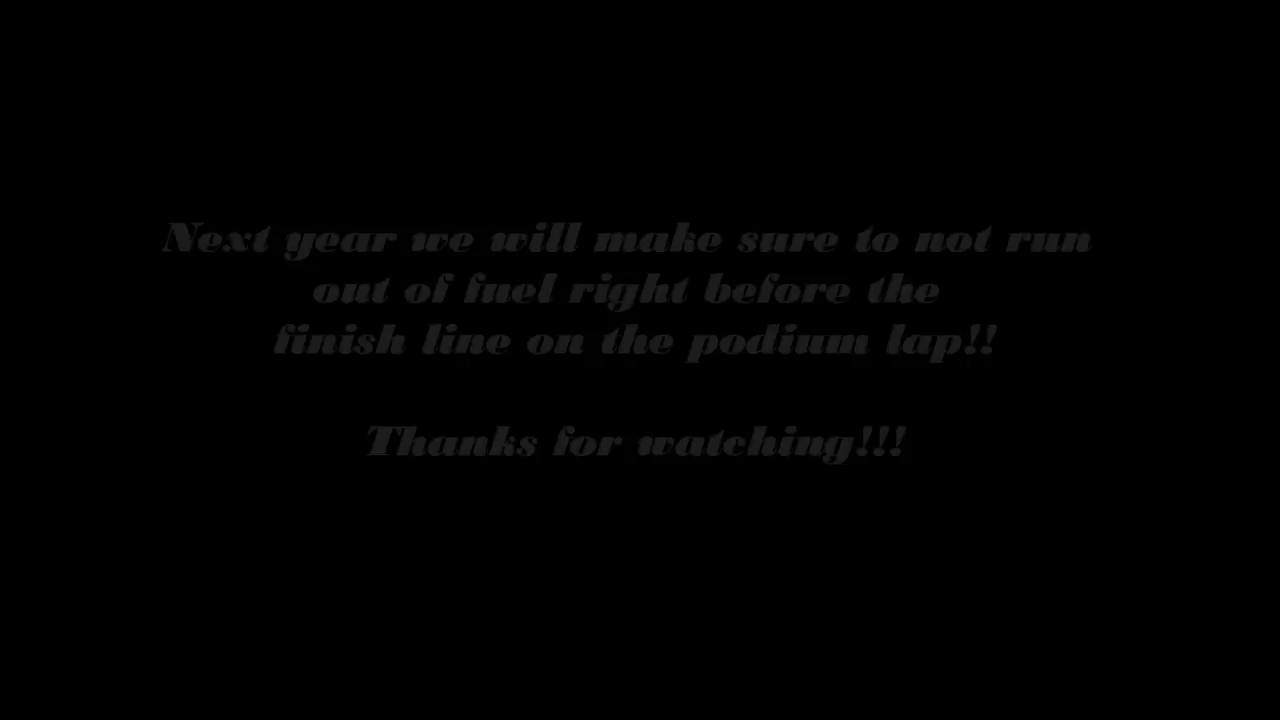 Next year we will make sure to not run
out of fuel right before the
finish line on the podium lap!!
Thanks for watching!!!